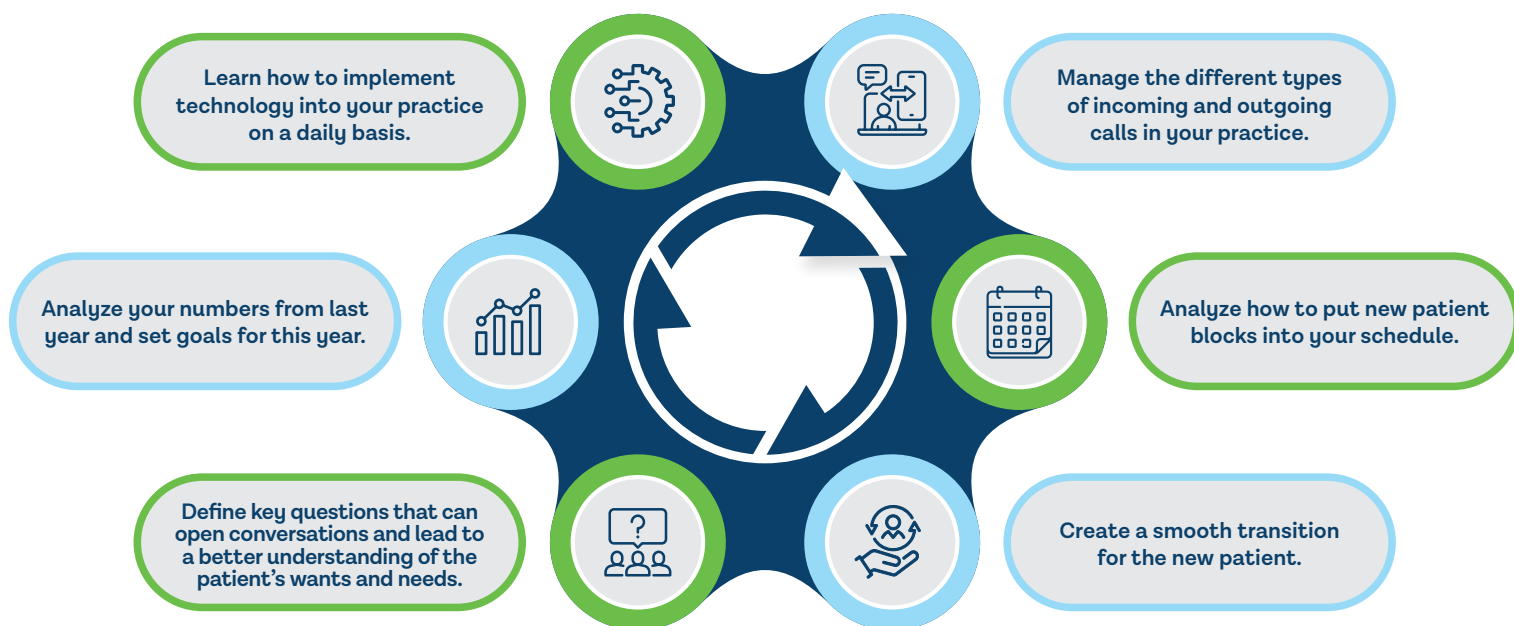 Learn how to implement
technology into your practice
on a daily basis.
Manage the different types
of incoming and outgoing
calls in your practice.
Analyze your numbers from last
year and set goals for this year.
Analyze how to put new patient
blocks into your schedule.
Define key questions that can
open conversations and lead to
a better understanding of the
patient's wants and needs.
Create a smooth transition
for the new patient.
?